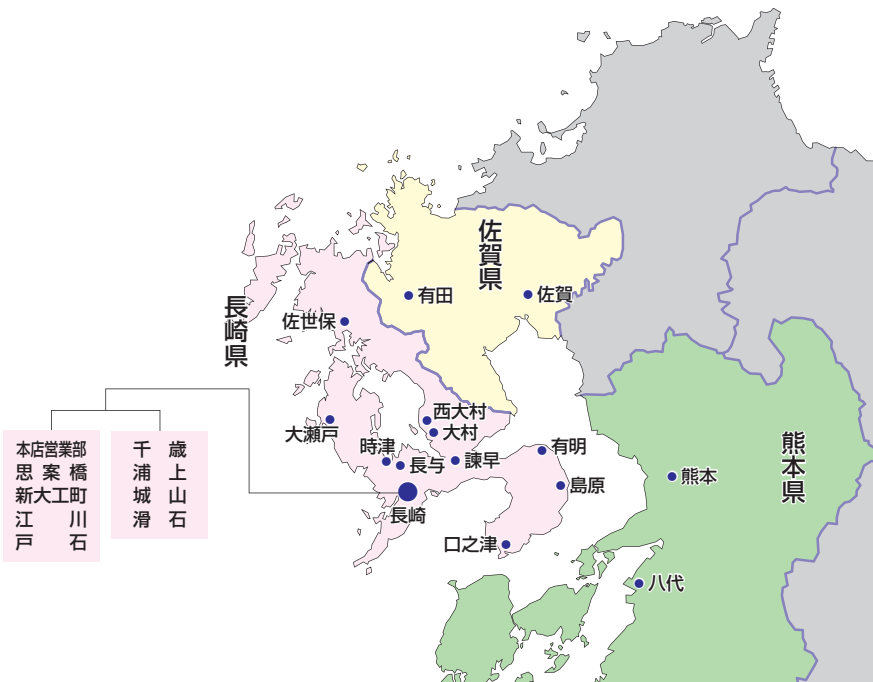 佐賀県
有田
佐賀
長崎県
佐世保
西大村
大村
大瀬戸
時津
長与
諫早
有明
島原
長崎
口之津
熊本県
熊本
八代
本店営業部
思案橋
新大工町
江川
戸石
千歳
浦上
城山
滑石